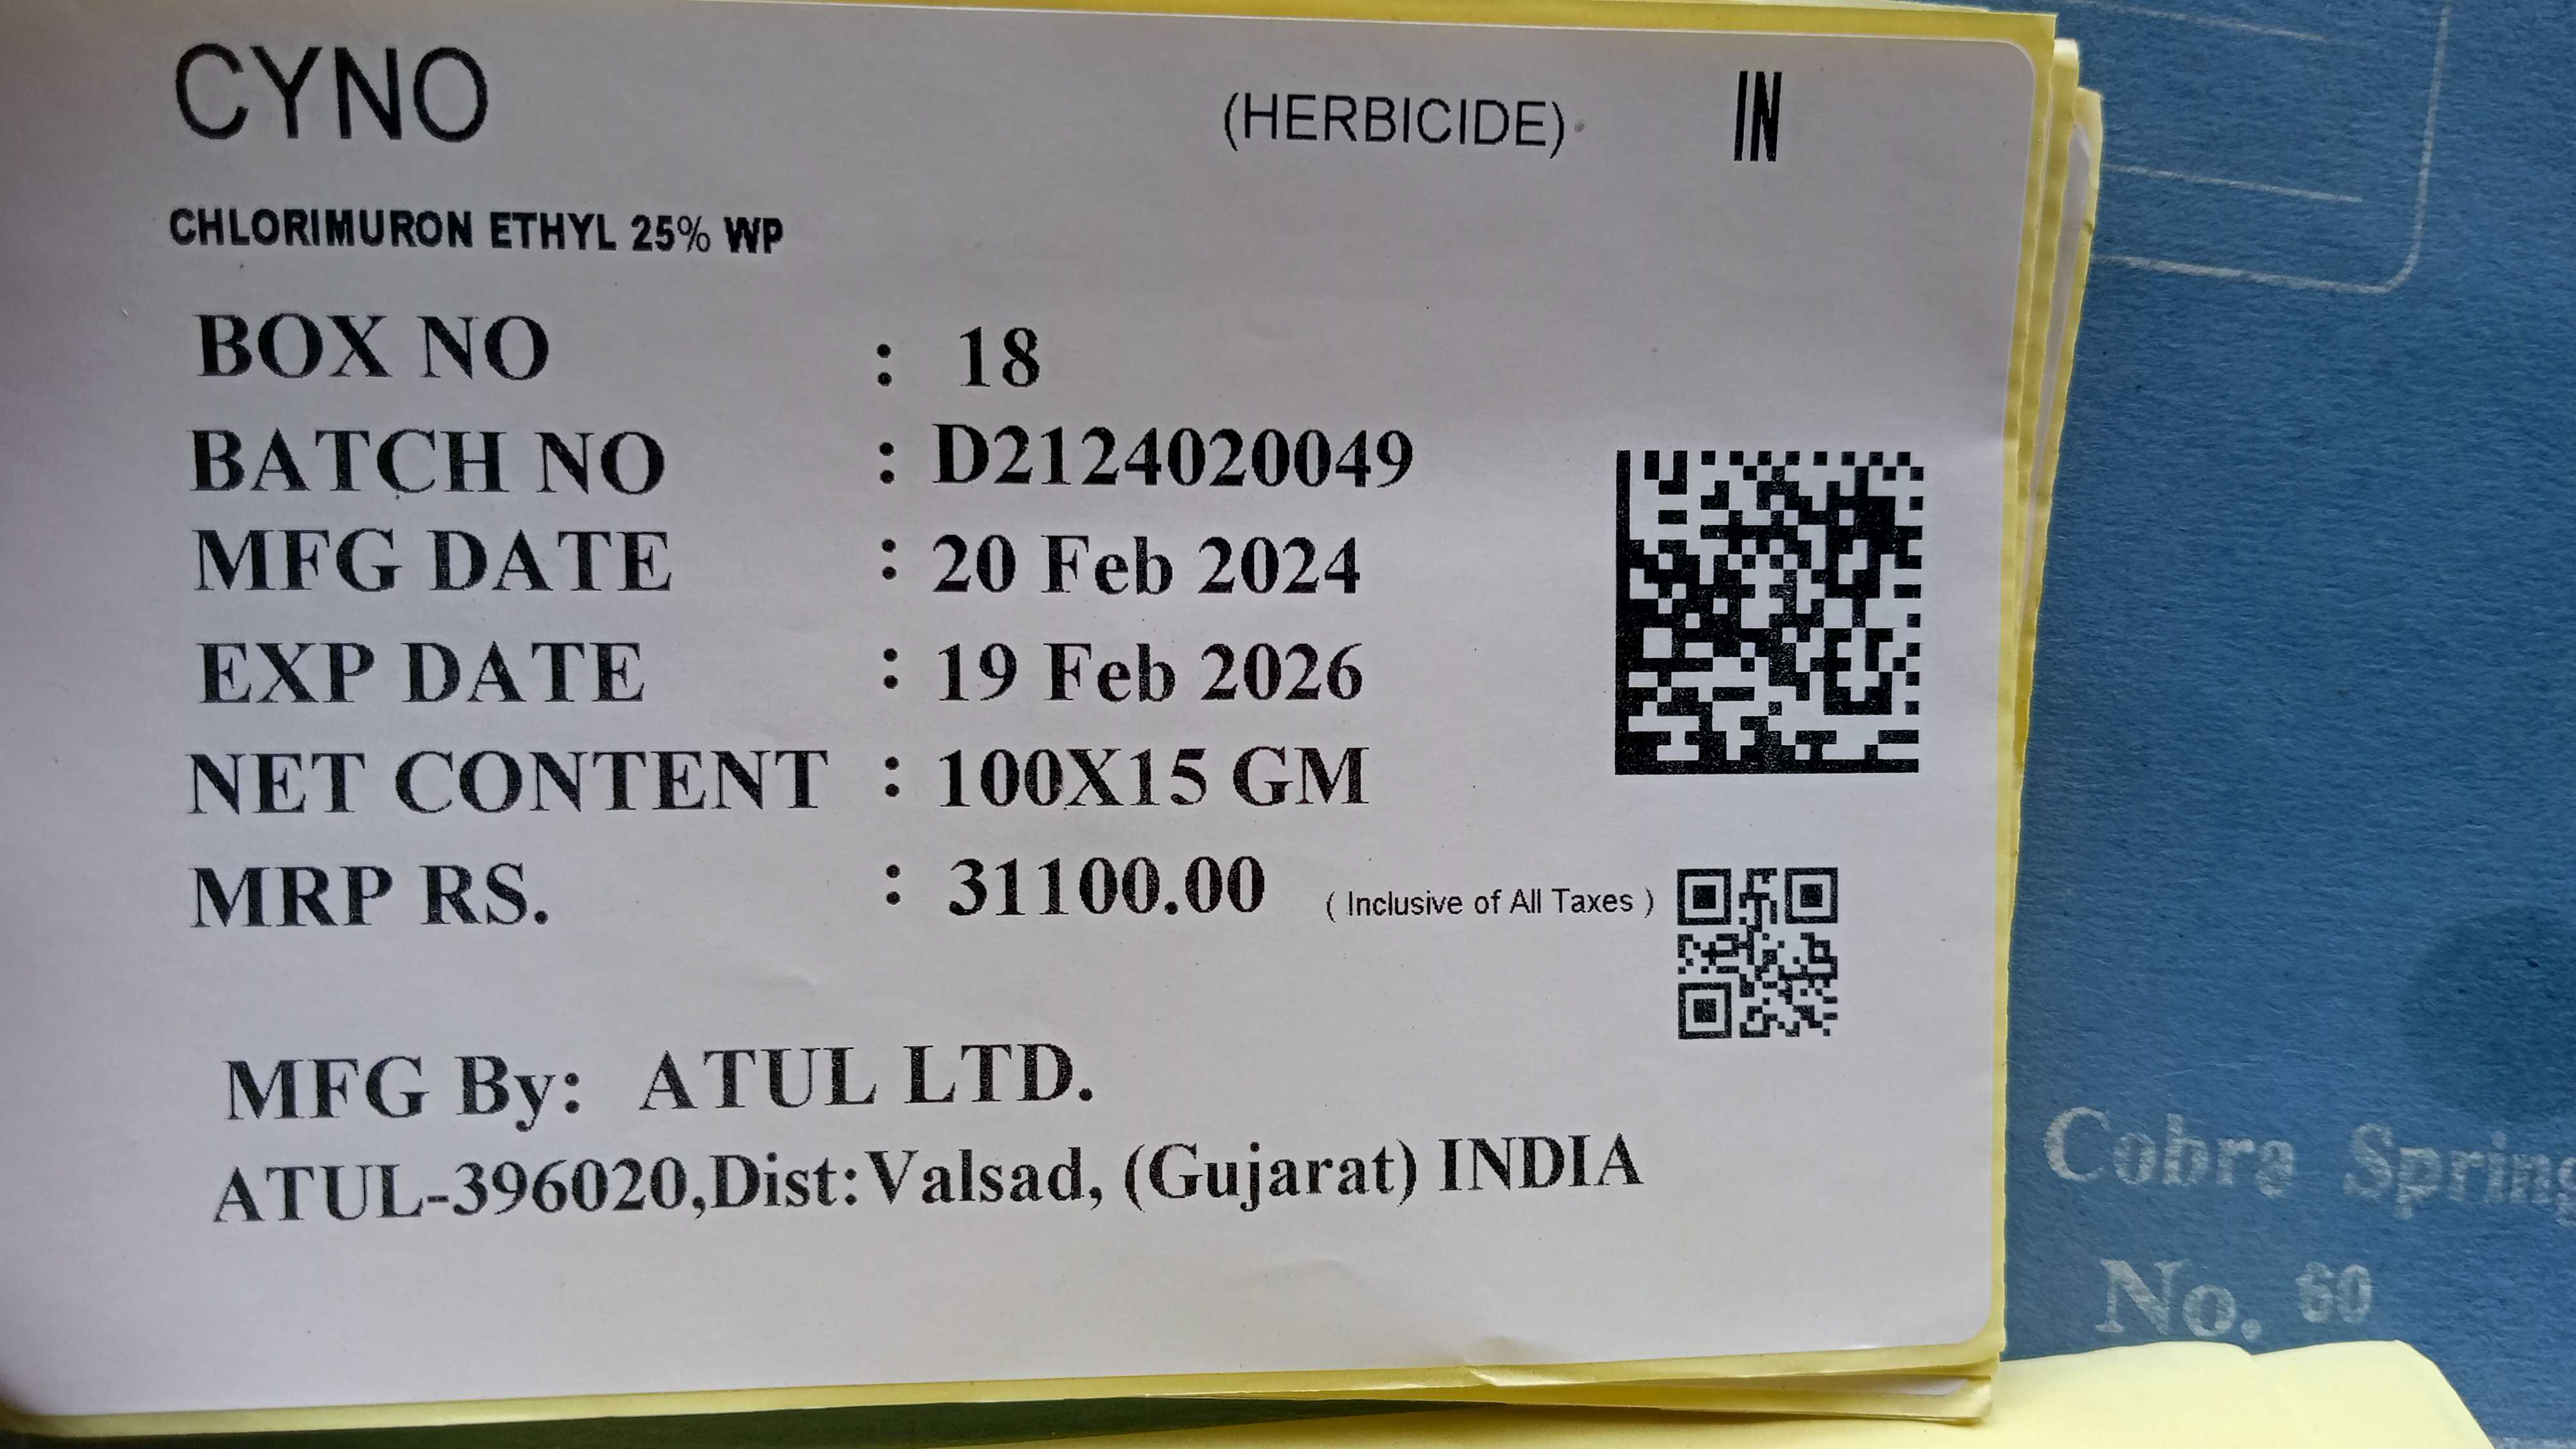 CYNO (HERBICIDE) IN
CHLORIMURON ETHYL 25% WP
BOX NO : 18
BATCH NO : D2124020049
MFG DATE : 20 Feb 2024
EXP DATE : 19 Feb 2026
NET CONTENT : 100X15 GM
MRP RS. : 31100.00 ( Inclusive of All Taxes )
MFG By: ATUL LTD.
ATUL-396020,Dist:Valsad, (Gujarat) INDIA
Cobra Spring
No. 60